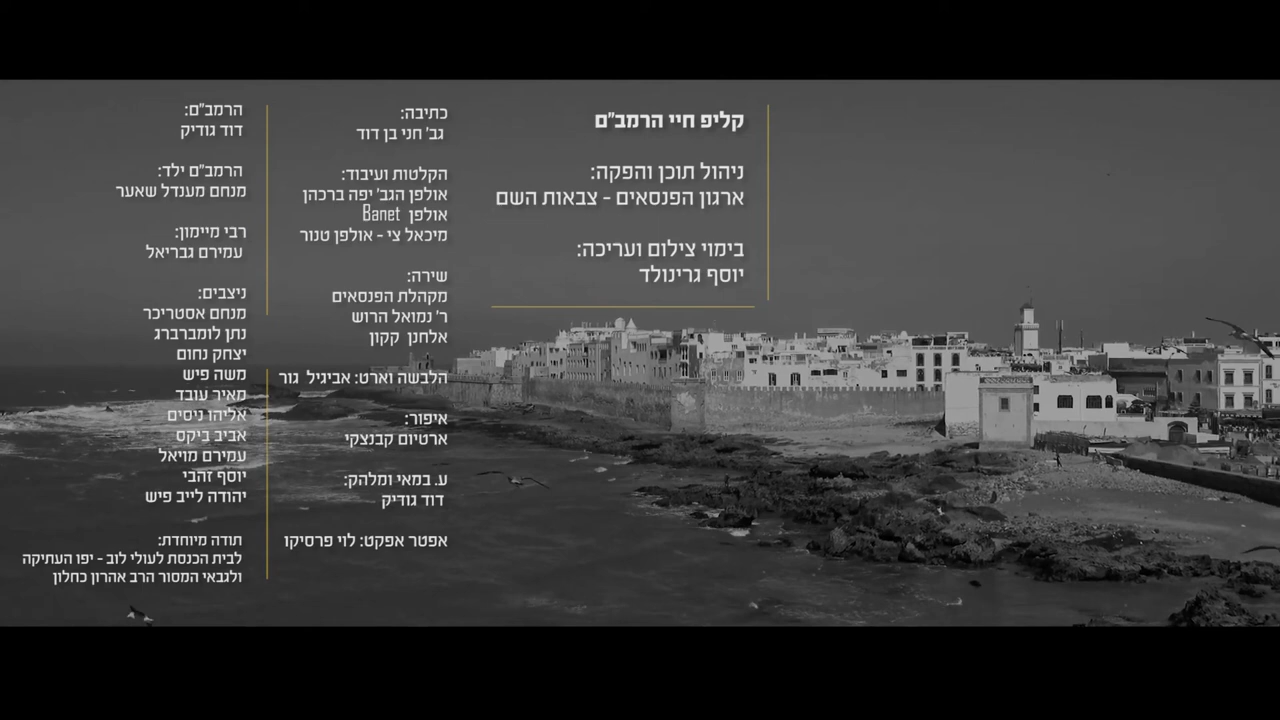 קליפ חיי הרמב"ם
ניהול תוכן והפקה:
ארגון הפנסאים - צבאות השם
בימוי צילום ועריכה:
יוסף גרינולד
כתיבה:
גב' חני בן דוד
הקלטות ועיבוד:
אולפן הגב' יפה ברכהן
אולפן Banet
מיכאל צי - אולפן טנור
שירה:
מקהלת הפנסאים
ר' נמואל הרוש
אלחנן קקון
הלבשה וארט: אביגיל גור
איפור:
ארטיום קבנצקי
ע. במאי ומלהק:
דוד גודיק
אפטר אפקט: לוי פרסיקו
הרמב"ם:
דוד גודיק
הרמב"ם ילד:
מנחם מענדל שאער
רבי מיימון:
עמירם גבריאל
ניצבים:
מנחם אסטריכר
נתן לומברברג
יצחק נחום
משה פיש
מאיר עובד
אליהו ניסים
אביב ביקס
עמירם מויאל
יוסף זהבי
יהודה לייב פיש
תודה מיוחדת:
לבית הכנסת לעולי לוב - יפו העתיקה
ולגבאי המסור הרב אהרון כחלון